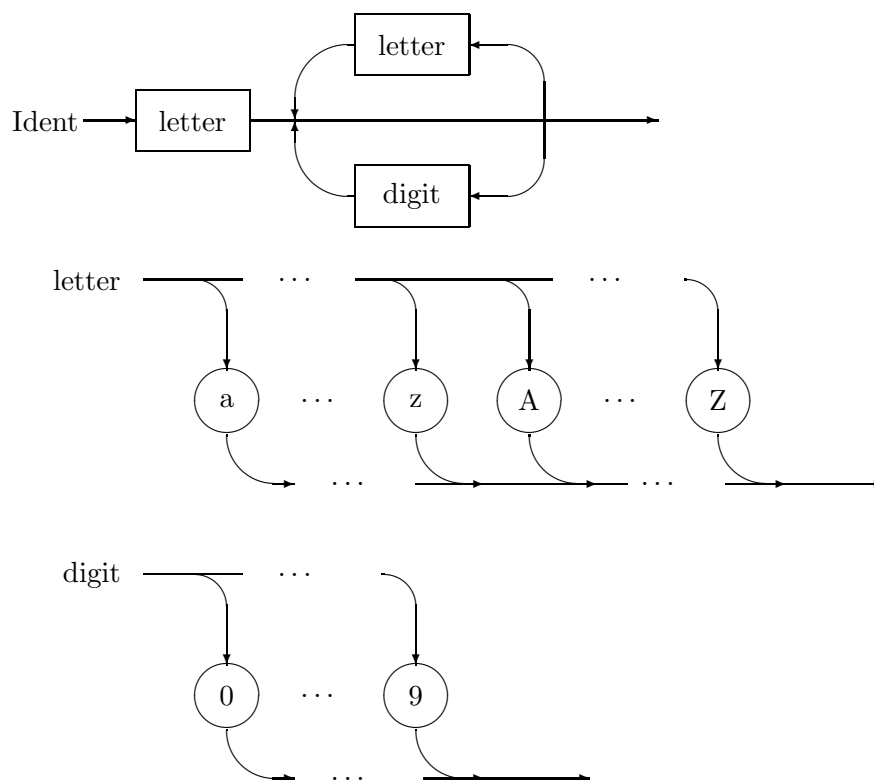 letter
Ident letter
digit
letter ... ...
a ... z A ... Z
... ...
digit ...
0 ... 9
...